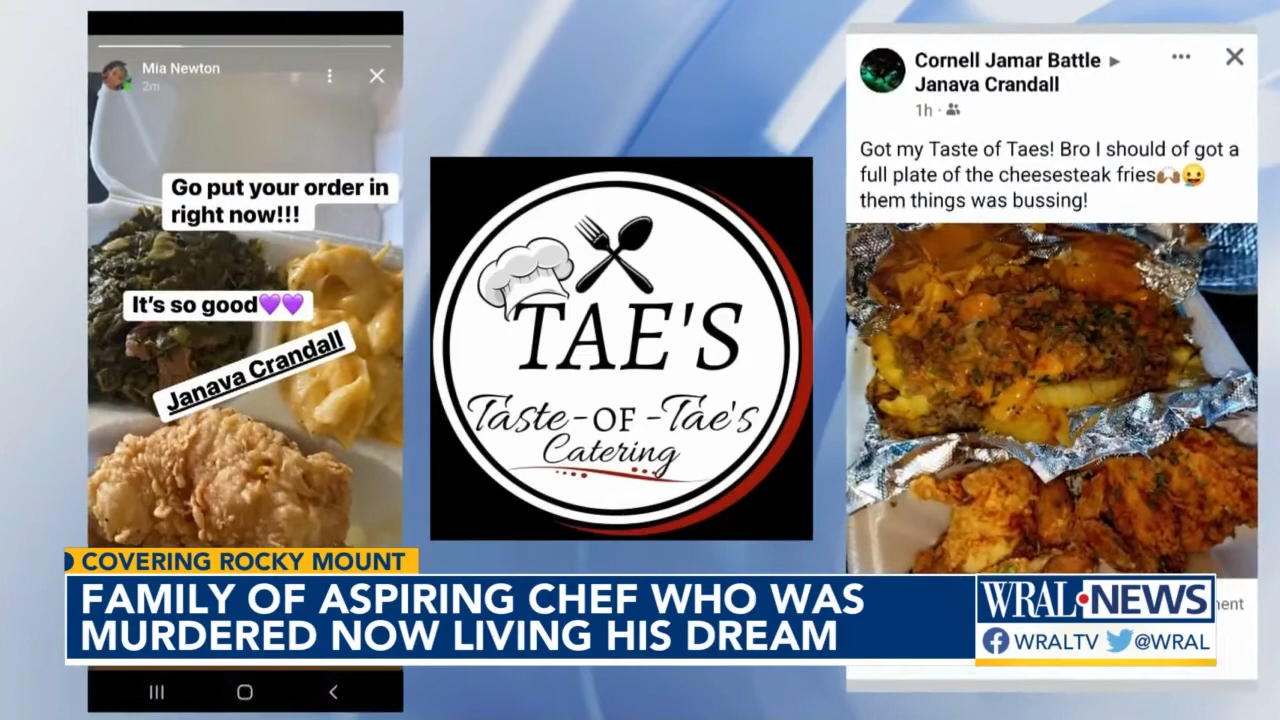 Mia Newton
2m
Go put your order in
right now!!!
It's so good💜💜
Janava Crandall
TAE'S
Taste-OF-Tae's
Catering
Cornell Jamar Battle ▸
Janava Crandall
1h ·
Got my Taste of Taes! Bro I should of got a
full plate of the cheesesteak fries🙌🏾😜
them things was bussing!
COVERING ROCKY MOUNT
FAMILY OF ASPIRING CHEF WHO WAS
MURDERED NOW LIVING HIS DREAM
WRAL NEWS
WRALTV @WRAL